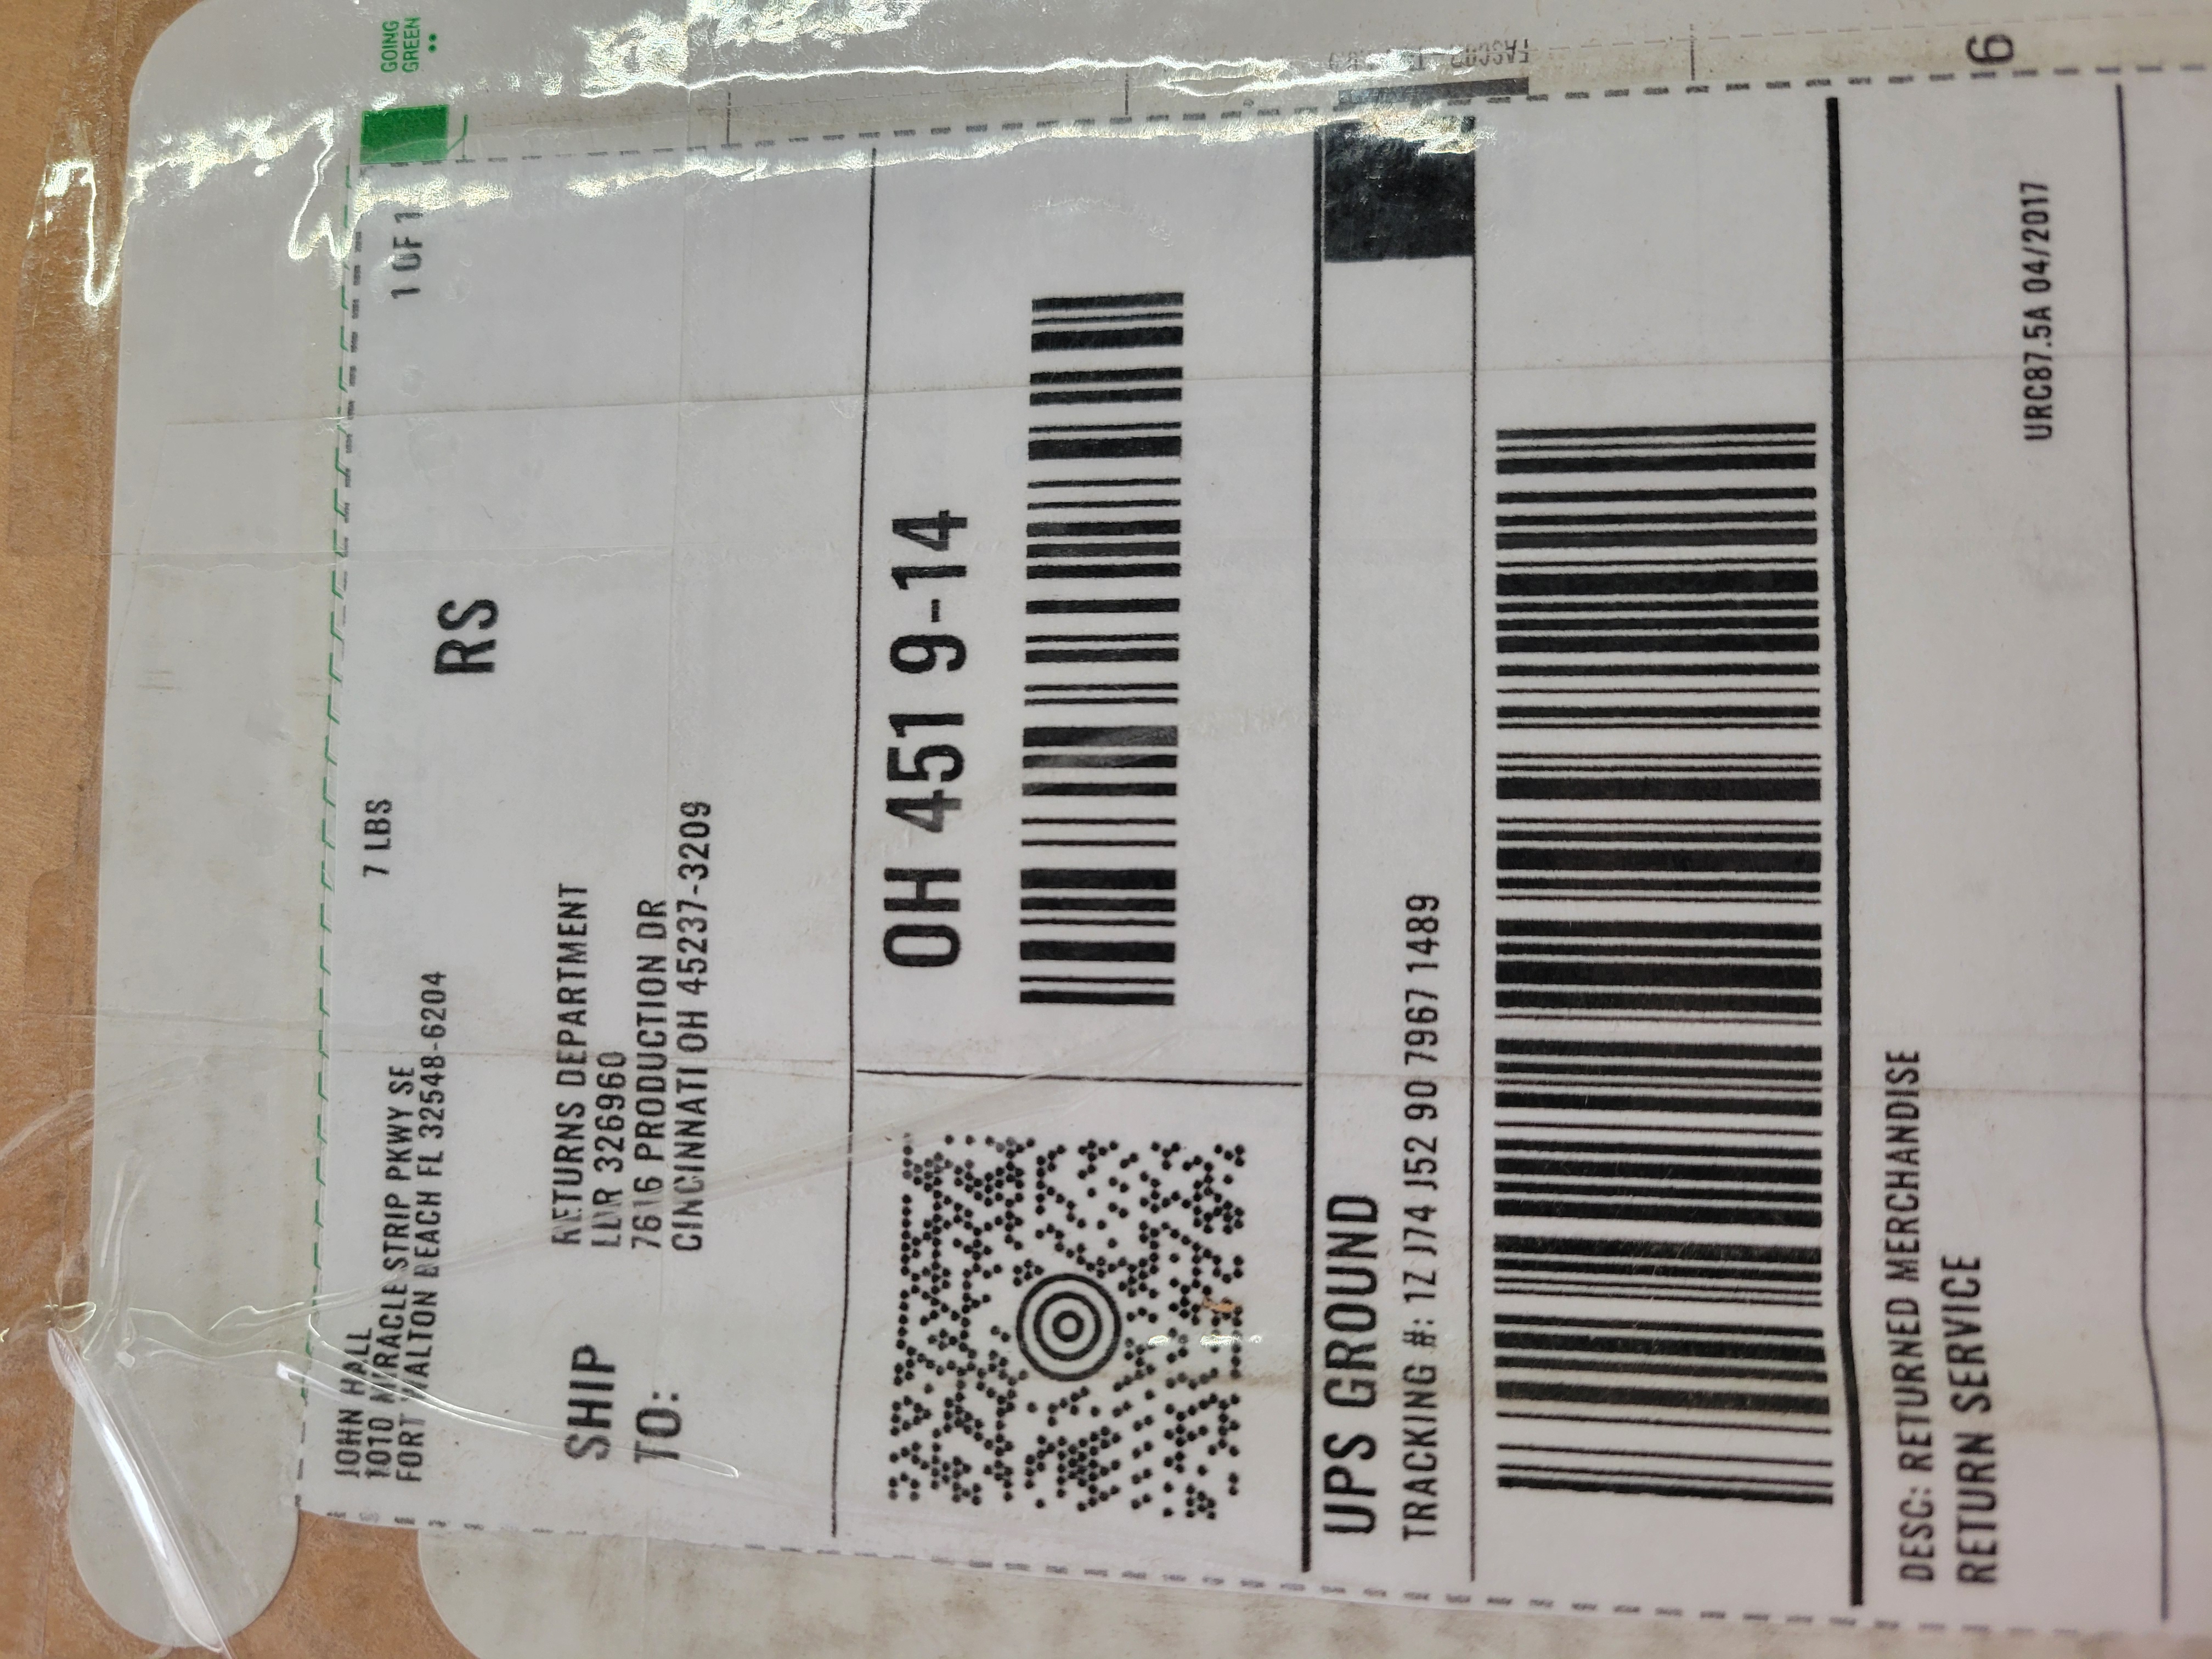 GOING
GREEN
JOHN HALL
1010 MIRACLE STRIP PKWY SE
FORT WALTON BEACH FL 32548-6204
7 LBS
1 OF 1
RS
SHIP
TO:
RETURNS DEPARTMENT
LDR 326960
7616 PRODUCTION DR
CINCINNATI OH 45237-3209
OH 451 9-14
UPS GROUND
TRACKING #: 1Z J74 J52 90 7967 1489
DESC: RETURNED MERCHANDISE
RETURN SERVICE
URC87.5A 04/2017